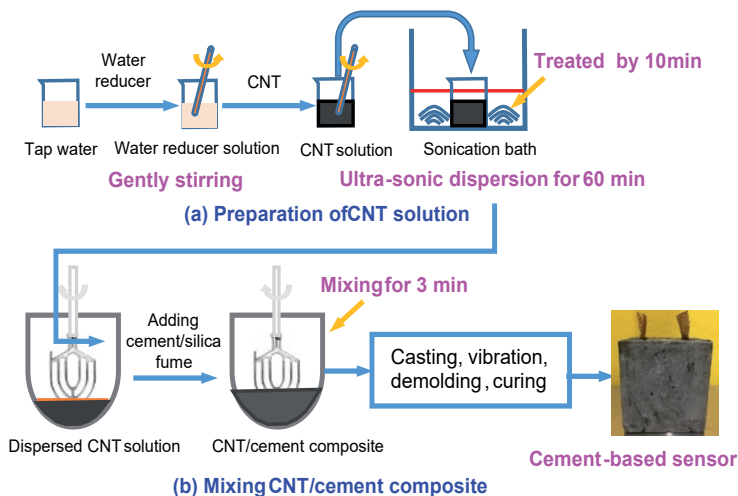 Water
reducer
CNT
Treated by 10min
Tap water
Water reducer solution
CNT solution
Sonication bath
Gently stirring
Ultra-sonic dispersion for 60 min
(a) Preparation ofCNT solution
Mixing for 3 min
Adding
cement/silica
fume
Casting, vibration,
demolding , curing
Dispersed CNT solution
CNT/cement composite
Cement-based sensor
(b) Mixing CNT/cement composite